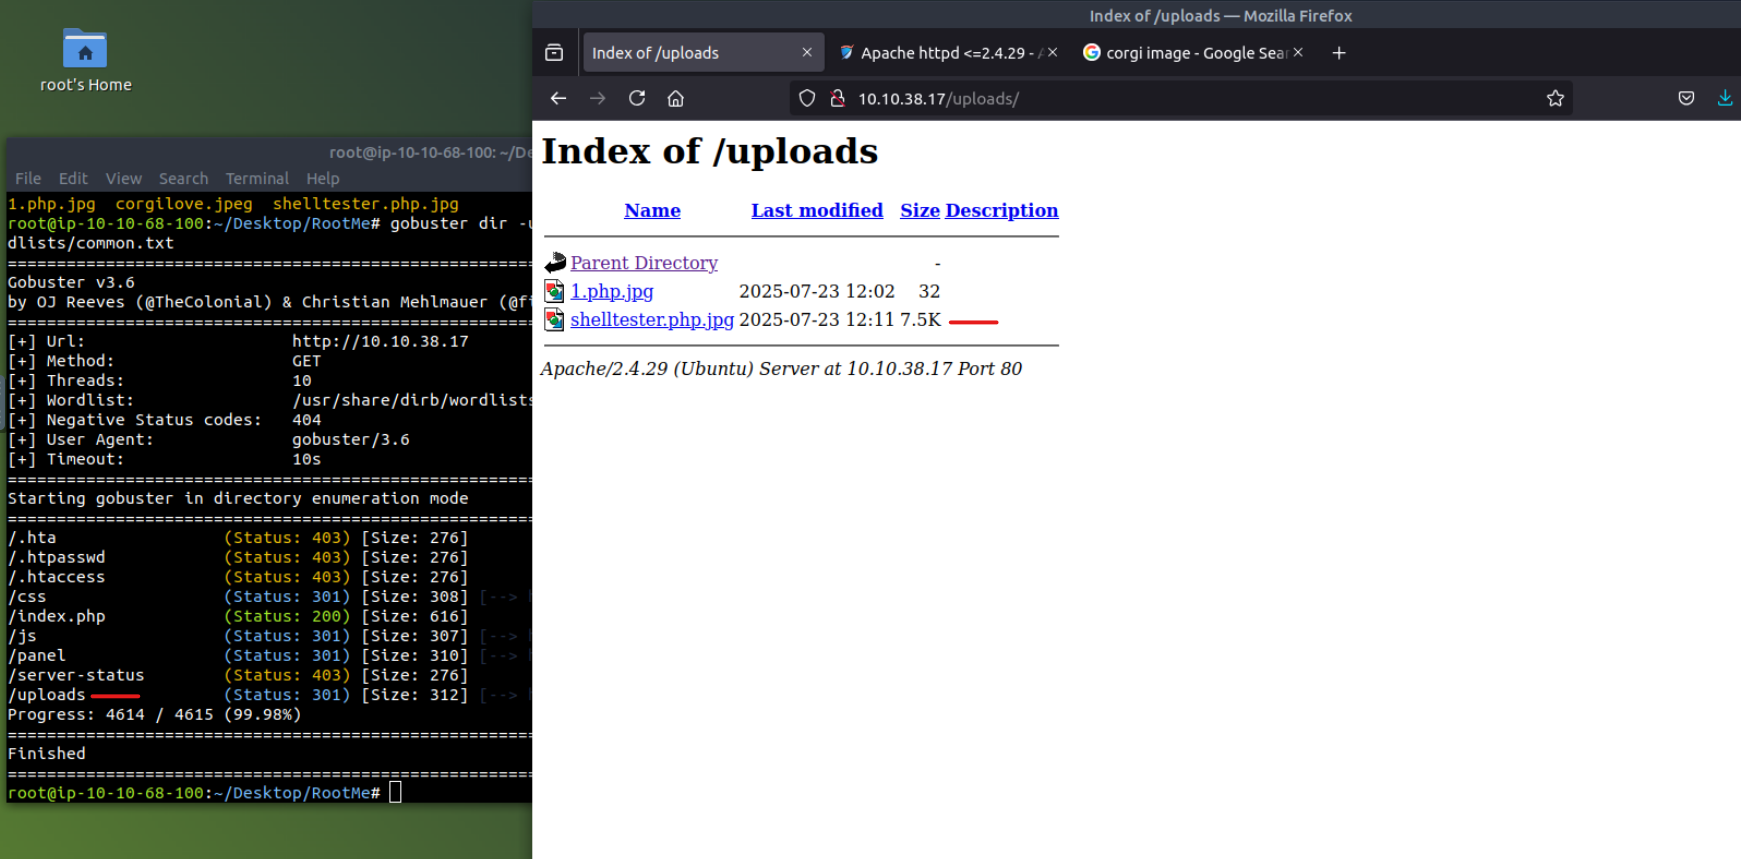 root's Home
root@ip-10-10-68-100: ~/De
File Edit View Search Terminal Help
1.php.jpg corgilove.jpeg shelltester.php.jpg
root@ip-10-10-68-100:~/Desktop/RootMe# gobuster dir -u
dlists/common.txt
===============================================================
Gobuster v3.6
by OJ Reeves (@TheColonial) & Christian Mehlmauer (@fi
===============================================================
[+] Url: http://10.10.38.17
[+] Method: GET
[+] Threads: 10
[+] Wordlist: /usr/share/dirb/wordlists
[+] Negative Status codes: 404
[+] User Agent: gobuster/3.6
[+] Timeout: 10s
===============================================================
Starting gobuster in directory enumeration mode
===============================================================
/.hta (Status: 403) [Size: 276]
/.htpasswd (Status: 403) [Size: 276]
/.htaccess (Status: 403) [Size: 276]
/css (Status: 301) [Size: 308] [-->
/index.php (Status: 200) [Size: 616]
/js (Status: 301) [Size: 307] [-->
/panel (Status: 301) [Size: 310] [-->
/server-status (Status: 403) [Size: 276]
/uploads (Status: 301) [Size: 312] [-->
Progress: 4614 / 4615 (99.98%)
===============================================================
Finished
===============================================================
root@ip-10-10-68-100:~/Desktop/RootMe#
Index of /uploads — Mozilla Firefox
Index of /uploads Apache httpd <=2.4.29 - corgi image - Google Sear
10.10.38.17/uploads/
Index of /uploads
Name Last modified Size Description
Parent Directory -
1.php.jpg 2025-07-23 12:02 32
shelltester.php.jpg 2025-07-23 12:11 7.5K
Apache/2.4.29 (Ubuntu) Server at 10.10.38.17 Port 80